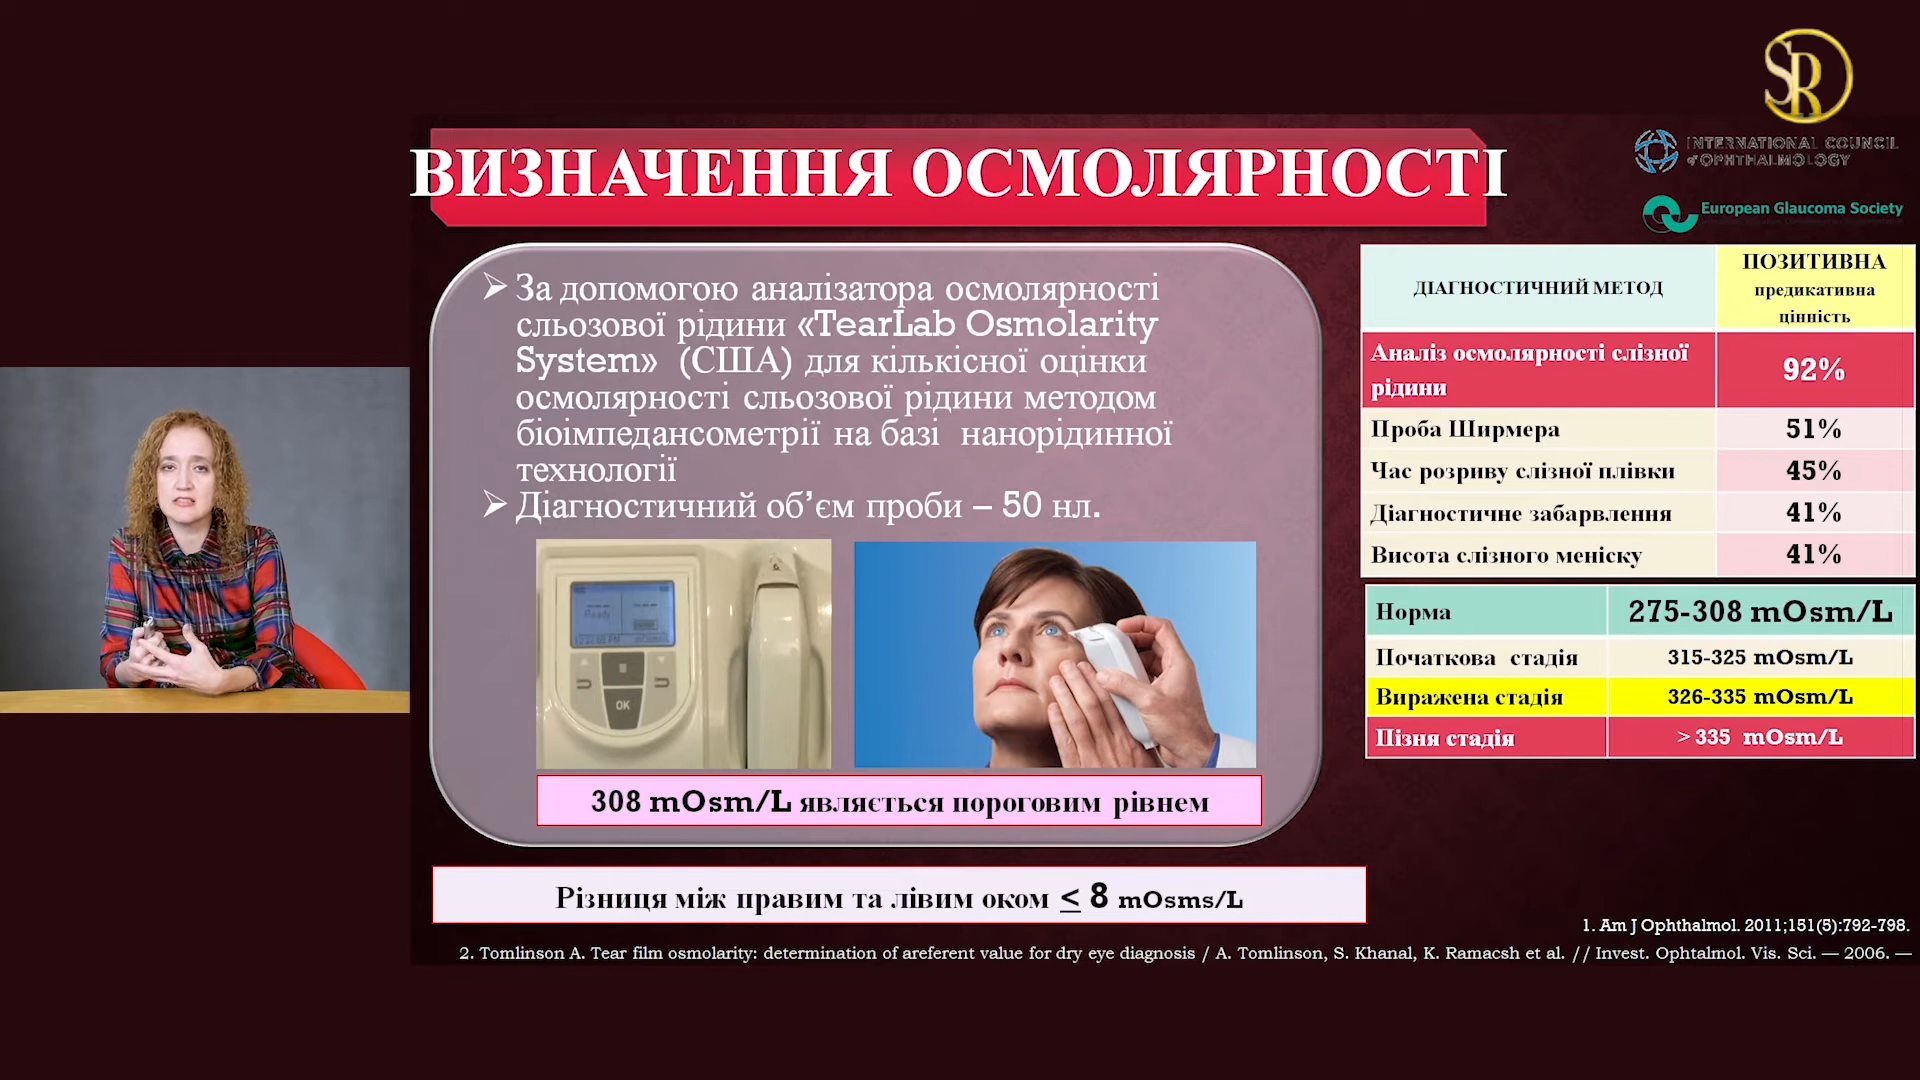 SR
INTERNATIONAL COUNCIL
of OPHTHALMOLOGY
European Glaucoma Society
ВИЗНАЧЕННЯ ОСМОЛЯРНОСТІ
➢ За допомогою аналізатора осмолярності
сльозової рідини «TearLab Osmolarity
System» (США) для кількісної оцінки
осмолярності сльозової рідини методом
біоімпедансометрії на базі нанорідинної
технології
➢ Діагностичний об’єм проби – 50 нл.
Ready
OK
308 mOsm/L являється пороговим рівнем
Різниця між правим та лівим оком ≤ 8 mOsms/L
ДІАГНОСТИЧНИЙ МЕТОД
ПОЗИТИВНА
предикативна
цінність
Аналіз осмолярності слізної
рідини
92%
Проба Ширмера 51%
Час розриву слізної плівки 45%
Діагностичне забарвлення 41%
Висота слізного меніску 41%
Норма 275-308 mOsm/L
Початкова стадія 315-325 mOsm/L
Виражена стадія 326-335 mOsm/L
Пізня стадія > 335 mOsm/L
1. Am J Ophthalmol. 2011;151(5):792-798.
2. Tomlinson A. Tear film osmolarity: determination of areferent value for dry eye diagnosis / A. Tomlinson, S. Khanal, K. Ramacsh et al. // Invest. Ophtalmol. Vis. Sci. — 2006. —